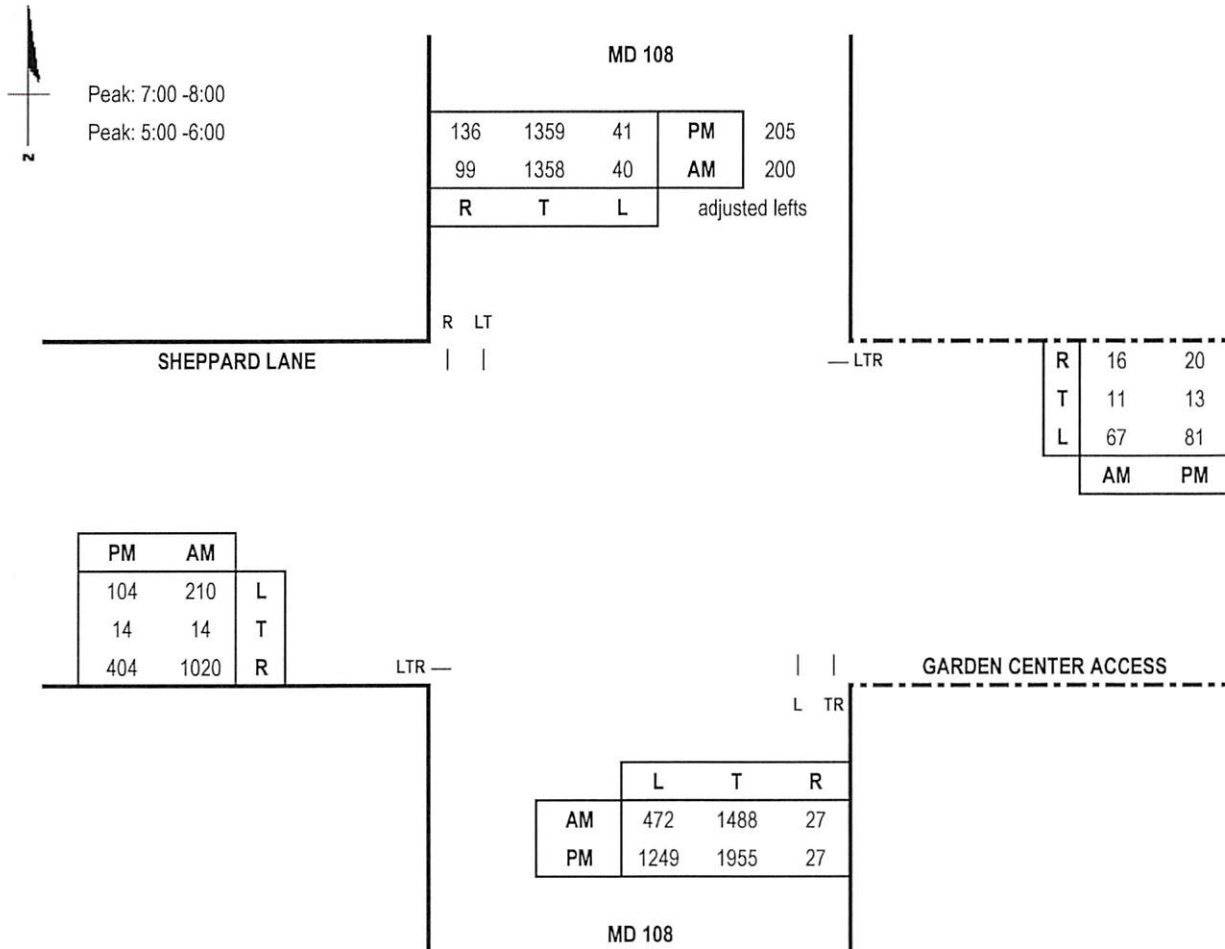 MD 108
Peak: 7:00 -8:00
Peak: 5:00 -6:00
136 1359 41 PM 205
99 1358 40 AM 200
R T L adjusted lefts
R LT
SHEPPARD LANE
LTR
R 16 20
T 11 13
L 67 81
AM PM
N
PM AM
104 210 L
14 14 T
404 1020 R
LTR
GARDEN CENTER ACCESS
L TR
L T R
AM 472 1488 27
PM 1249 1955 27
MD 108